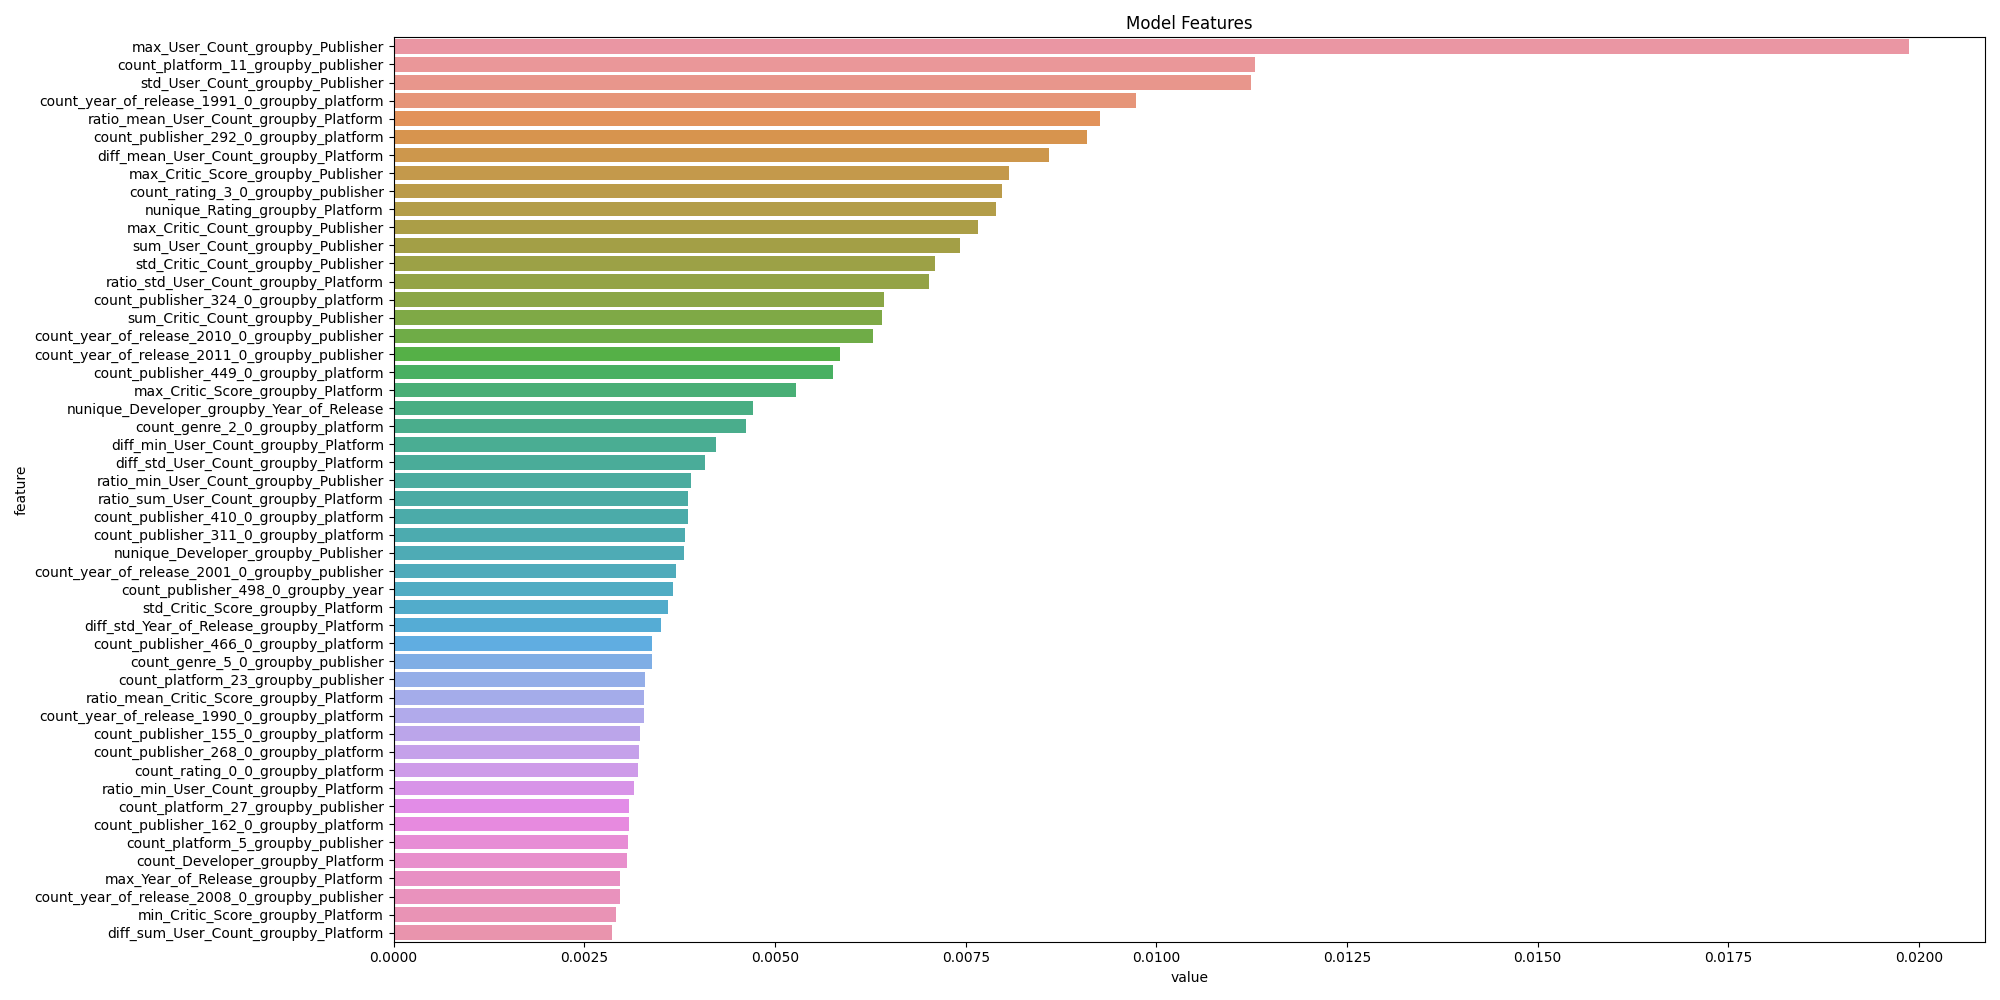 Model Features
max_User_Count_groupby_Publisher
count_platform_11_groupby_publisher
std_User_Count_groupby_Publisher
count_year_of_release_1991_0_groupby_platform
ratio_mean_User_Count_groupby_Platform
count_publisher_292_0_groupby_platform
diff_mean_User_Count_groupby_Platform
max_Critic_Score_groupby_Publisher
count_rating_3_0_groupby_publisher
nunique_Rating_groupby_Platform
max_Critic_Count_groupby_Publisher
sum_User_Count_groupby_Publisher
std_Critic_Count_groupby_Publisher
ratio_std_User_Count_groupby_Platform
count_publisher_324_0_groupby_platform
sum_Critic_Count_groupby_Publisher
count_year_of_release_2010_0_groupby_publisher
count_year_of_release_2011_0_groupby_publisher
count_publisher_449_0_groupby_platform
max_Critic_Score_groupby_Platform
nunique_Developer_groupby_Year_of_Release
count_genre_2_0_groupby_platform
diff_min_User_Count_groupby_Platform
diff_std_User_Count_groupby_Platform
ratio_min_User_Count_groupby_Publisher
ratio_sum_User_Count_groupby_Platform
count_publisher_410_0_groupby_platform
count_publisher_311_0_groupby_platform
nunique_Developer_groupby_Publisher
count_year_of_release_2001_0_groupby_publisher
count_publisher_498_0_groupby_year
std_Critic_Score_groupby_Platform
diff_std_Year_of_Release_groupby_Platform
count_publisher_466_0_groupby_platform
count_genre_5_0_groupby_publisher
count_platform_23_groupby_publisher
ratio_mean_Critic_Score_groupby_Platform
count_year_of_release_1990_0_groupby_platform
count_publisher_155_0_groupby_platform
count_publisher_268_0_groupby_platform
count_rating_0_0_groupby_platform
ratio_min_User_Count_groupby_Platform
count_platform_27_groupby_publisher
count_publisher_162_0_groupby_platform
count_platform_5_groupby_publisher
count_Developer_groupby_Platform
max_Year_of_Release_groupby_Platform
count_year_of_release_2008_0_groupby_publisher
min_Critic_Score_groupby_Platform
diff_sum_User_Count_groupby_Platform
feature
0.0000 0.0025 0.0050 0.0075 0.0100 0.0125 0.0150 0.0175 0.0200
value